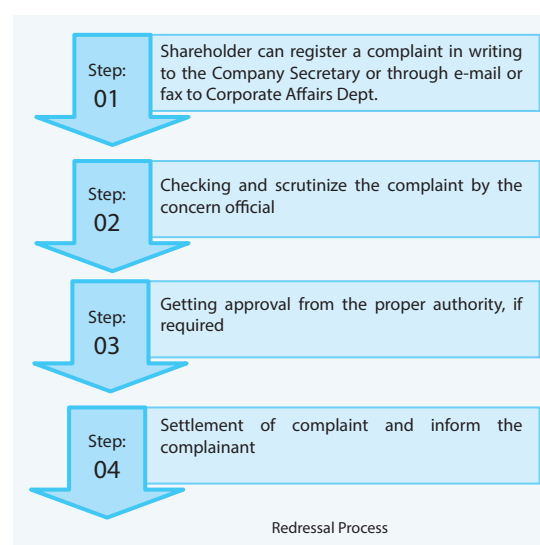 Step:
01
Shareholder can register a complaint in writing
to the Company Secretary or through e-mail or
fax to Corporate Affairs Dept.
Step:
02
Checking and scrutinize the complaint by the
concern official
Step:
03
Getting approval from the proper authority, if
required
Step:
04
Settlement of complaint and inform the
complainant
Redressal Process